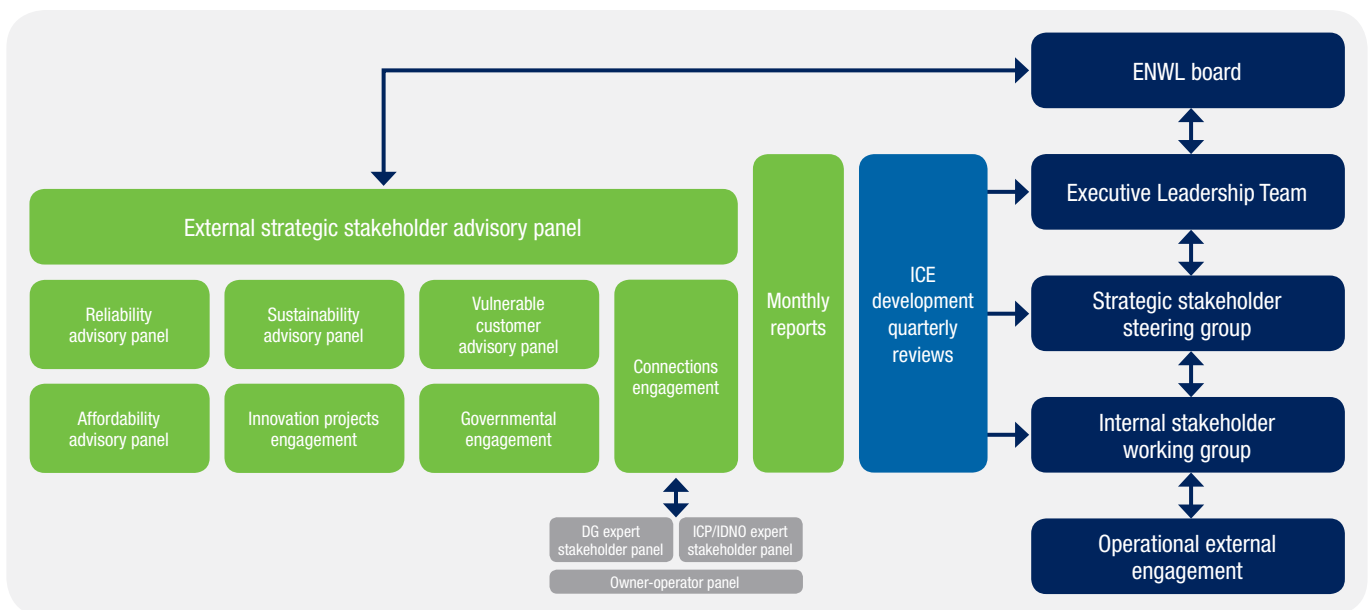 ENWL board
External strategic stakeholder advisory panel
Reliability
advisory panel
Sustainability
advisory panel
Vulnerable
customer
advisory panel
Affordability
advisory panel
Innovation projects
engagement
Governmental
engagement
Connections
engagement
DG expert
stakeholder panel
ICP/IDNO expert
stakeholder panel
Owner-operator panel
Monthly
reports
ICE
development
quarterly
reviews
Executive Leadership Team
Strategic stakeholder
steering group
Internal stakeholder
working group
Operational external
engagement